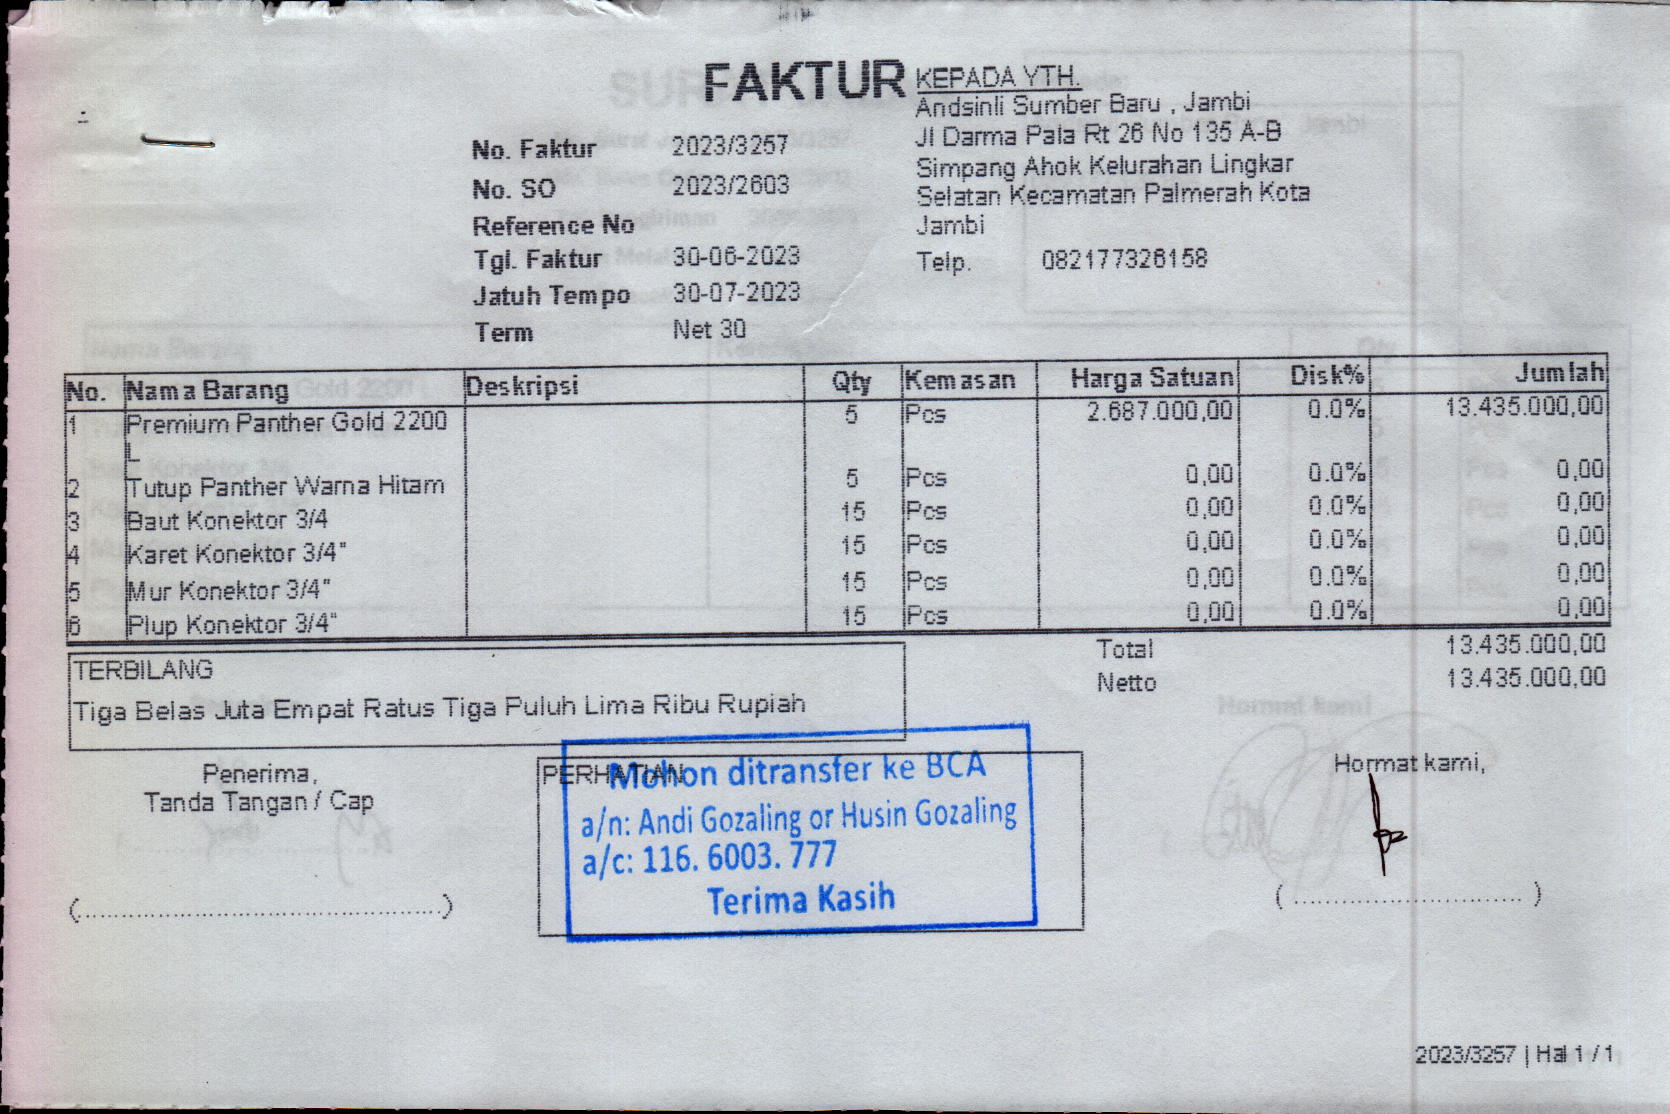 FAKTUR
KEPADA YTH.
Andsinli Sumber Baru , Jambi
Jl Darma Pala Rt 26 No 135 A-B
Simpang Ahok Kelurahan Lingkar
Selatan Kecamatan Palmerah Kota
Jambi
Telp. 082177326158
No. Faktur 2023/3257
No. SO 2023/2603
Reference No
Tgl. Faktur 30-06-2023
Jatuh Tempo 30-07-2023
Term Net 30
No. Nama Barang Deskripsi Qty Kemasan Harga Satuan Disk% Jumlah
1 Premium Panther Gold 2200 5 Pcs 2.687.000,00 0.0% 13.435.000,00
L
2 Tutup Panther Warna Hitam 5 Pcs 0,00 0.0% 0,00
3 Baut Konektor 3/4 15 Pcs 0,00 0.0% 0,00
4 Karet Konektor 3/4" 15 Pcs 0,00 0.0% 0,00
5 Mur Konektor 3/4" 15 Pcs 0,00 0.0% 0,00
6 Plup Konektor 3/4" 15 Pcs 0,00 0.0% 0,00
Total 13.435.000,00
Netto 13.435.000,00
TERBILANG
Tiga Belas Juta Empat Ratus Tiga Puluh Lima Ribu Rupiah
Penerima,
Tanda Tangan / Cap
(..................................................)
PERHATIAN
Mohon ditransfer ke BCA
a/n: Andi Gozaling or Husin Gozaling
a/c: 116. 6003. 777
Terima Kasih
Hormat kami,
( ................................ )
2023/3257 | Hal 1 / 1